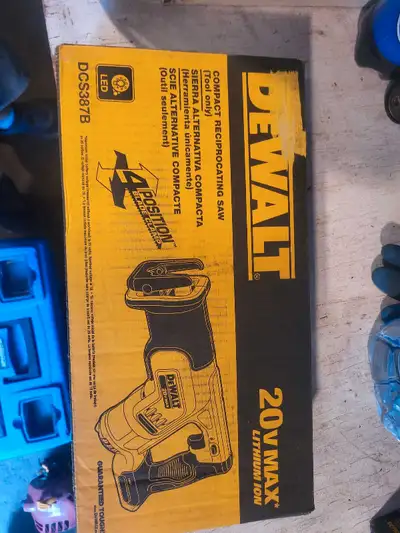 DEWALT®
20V MAX*
LITHIUM ION
COMPACT RECIPROCATING SAW
(Tool only)
SIERRA ALTERNATIVA COMPACTA
(Herramienta únicamente)
SCIE ALTERNATIVE COMPACTE
(Outil seulement)
LED
DCS387B
4 POSITION
DEWALT
GUARANTEED TOUGH